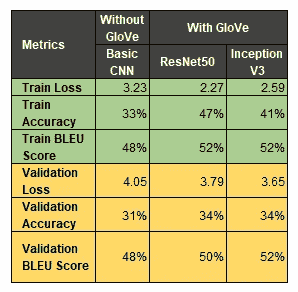 Metrics Without GloVe With GloVe
Basic CNN ResNet50 Inception V3
Train Loss 3.23 2.27 2.59
Train Accuracy 33% 47% 41%
Train BLEU Score 48% 52% 52%
Validation Loss 4.05 3.79 3.65
Validation Accuracy 31% 34% 34%
Validation BLEU Score 48% 50% 52%